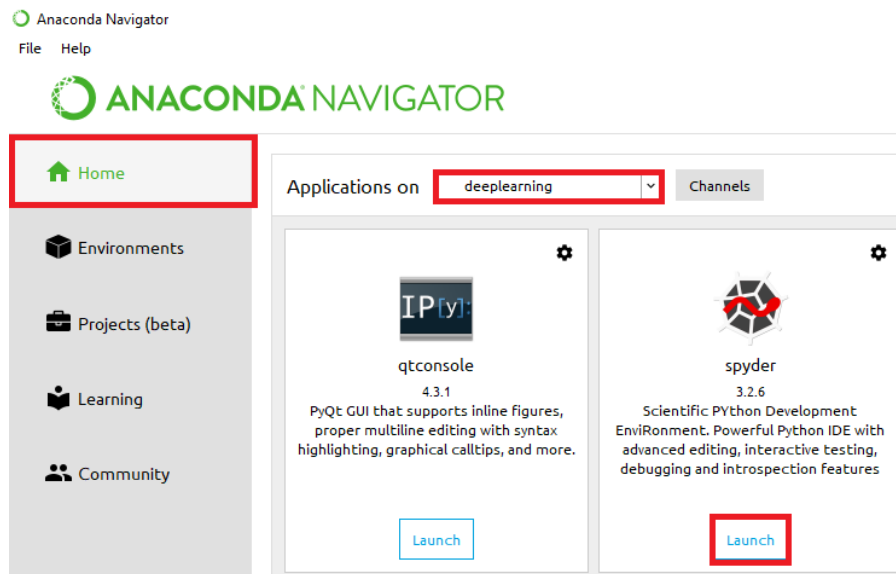 Anaconda Navigator
File Help
ANACONDA NAVIGATOR
Home
Environments
Projects (beta)
Learning
Community
Applications on deeplearning Channels
IP[y]:
qtconsole
4.3.1
PyQt GUI that supports inline figures,
proper multiline editing with syntax
highlighting, graphical calltips, and more.
Launch
spyder
3.2.6
Scientific PYthon Development
EnviRonment. Powerful Python IDE with
advanced editing, interactive testing,
debugging and introspection features
Launch